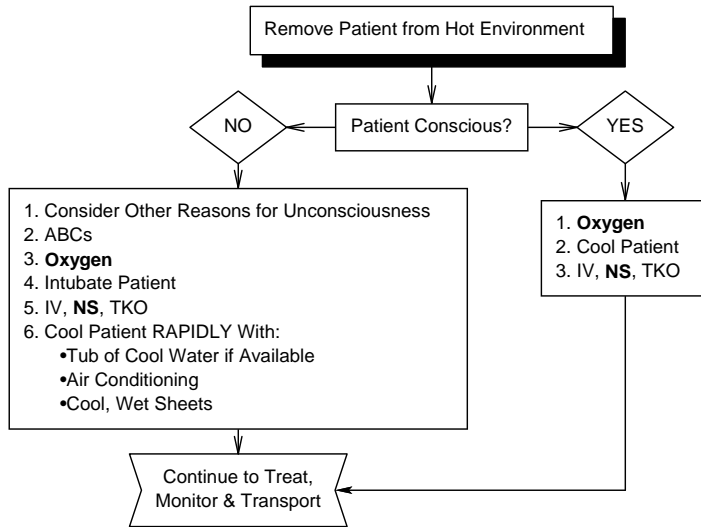 Remove Patient from Hot Environment
NO
Patient Conscious?
YES
1. Consider Other Reasons for Unconsciousness
2. ABCs
3. Oxygen
4. Intubate Patient
5. IV, NS, TKO
6. Cool Patient RAPIDLY With:
•Tub of Cool Water if Available
•Air Conditioning
•Cool, Wet Sheets
1. Oxygen
2. Cool Patient
3. IV, NS, TKO
Continue to Treat,
Monitor & Transport